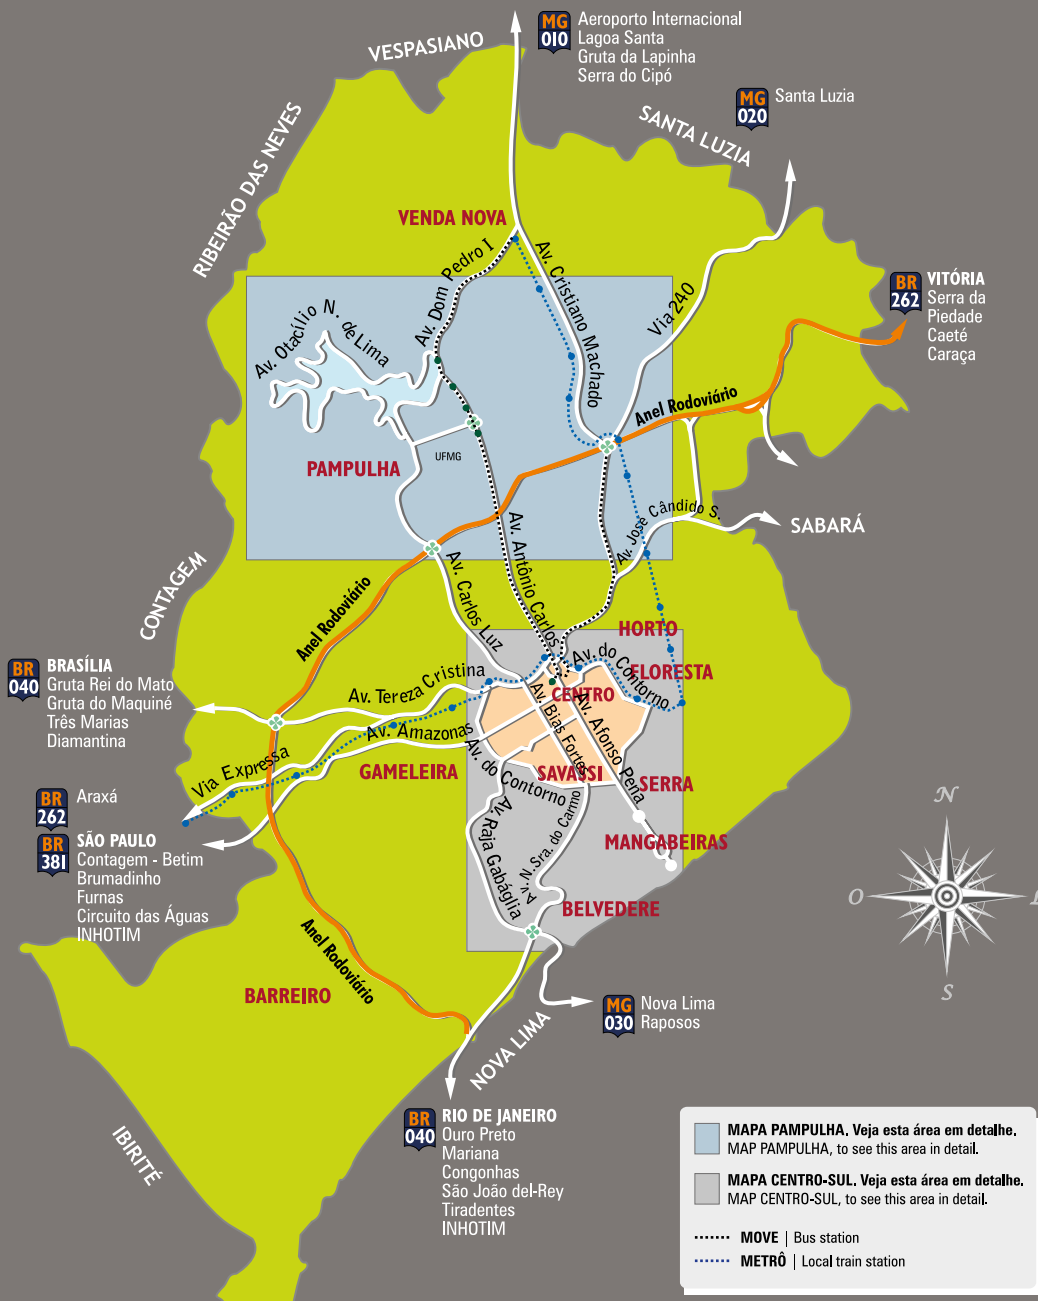 MG
010
Aeroporto Internacional
Lagoa Santa
Gruta da Lapinha
Serra do Cipó
VESPASIANO
MG
020
Santa Luzia
SANTA LUZIA
RIBEIRÃO DAS NEVES
VENDA NOVA
Av. Dom Pedro I
Av. Cristiano Machado
Via 240
BR
262
VITÓRIA
Serra da
Piedade
Caeté
Caraça
Av. Otacílio N. de Lima
Anel Rodoviário
UFMG
PAMPULHA
Av. José Cândido S.
SABARÁ
Av. Antônio Carlos
Av. Carlos Luz
CONTAGEM
Anel Rodoviário
HORTO
FLORESTA
Av. do Contorno
BR
040
BRASÍLIA
Gruta Rei do Mato
Gruta do Maquiné
Três Marias
Diamantina
Av. Tereza Cristina
CENTRO
Av. Bias Fortes
Av. Afonso Pena
Av. Amazonas
Via Expressa
GAMELEIRA
Av. do Contorno
SAVASSI
SERRA
BR
262
Araxá
BR
381
SÃO PAULO
Contagem - Betim
Brumadinho
Furnas
Circuito das Águas
INHOTIM
Av. Raja Gabáglia
Av. N.Sra. do Carmo
MANGABEIRAS
BELVEDERE
N
O
L
S
Anel Rodoviário
BARREIRO
MG
030
Nova Lima
Raposos
NOVA LIMA
IBIRITÉ
BR
040
RIO DE JANEIRO
Ouro Preto
Mariana
Congonhas
São João del-Rey
Tiradentes
INHOTIM
MAPA PAMPULHA. Veja esta área em detalhe.
MAP PAMPULHA, to see this area in detail.
MAPA CENTRO-SUL. Veja esta área em detalhe.
MAP CENTRO-SUL, to see this area in detail.
MOVE | Bus station
METRÔ | Local train station